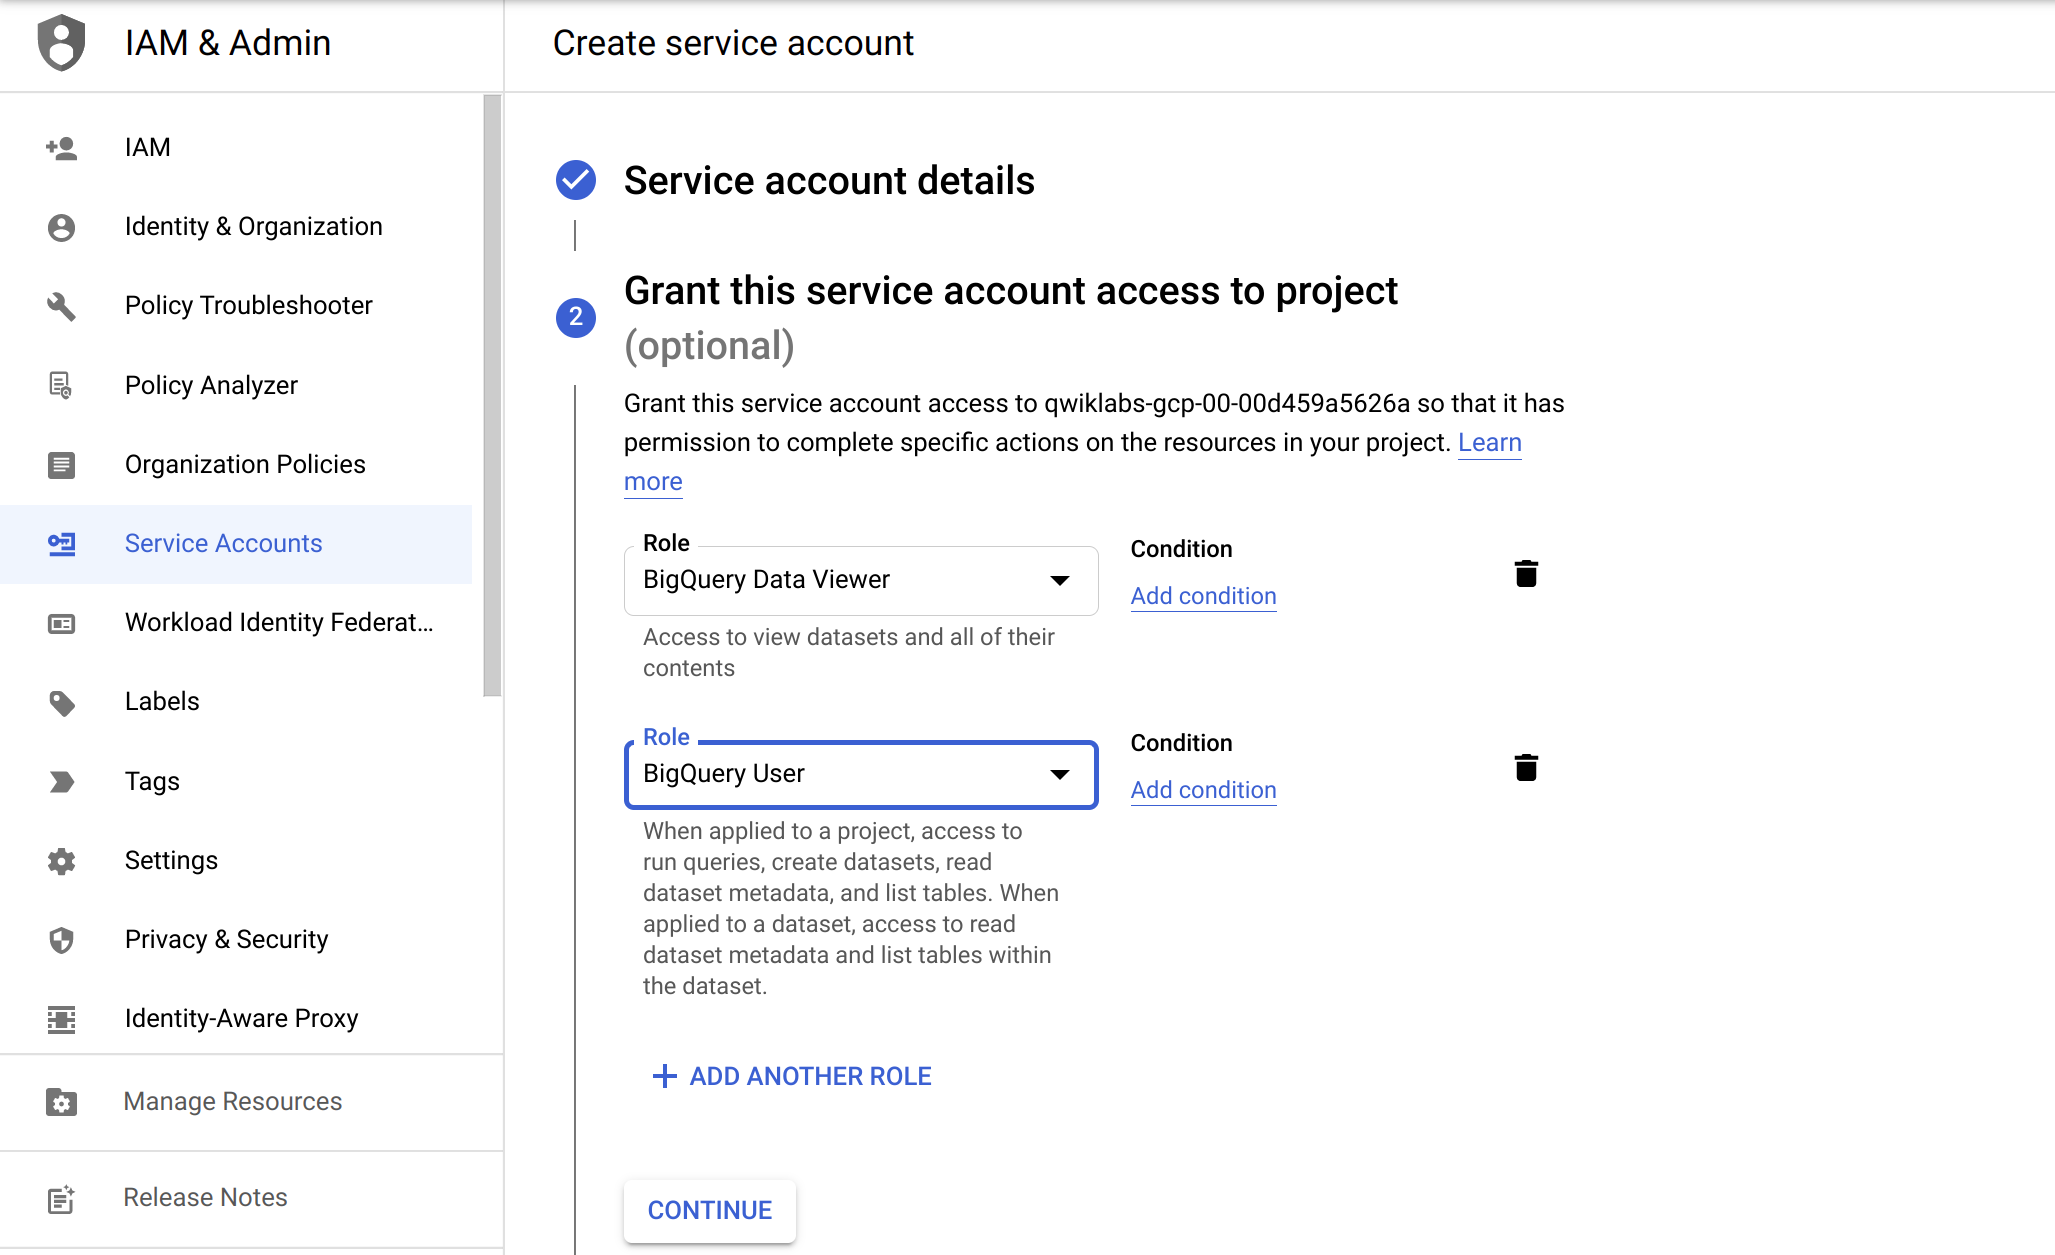 IAM & Admin
Create service account
IAM
Identity & Organization
Policy Troubleshooter
Policy Analyzer
Organization Policies
Service Accounts
Workload Identity Federat...
Labels
Tags
Settings
Privacy & Security
Identity-Aware Proxy
Manage Resources
Release Notes
Service account details
2
Grant this service account access to project
(optional)
Grant this service account access to qwiklabs-gcp-00-00d459a5626a so that it has
permission to complete specific actions on the resources in your project. Learn
more
Role
BigQuery Data Viewer
Access to view datasets and all of their
contents
Condition
Add condition
Role
BigQuery User
When applied to a project, access to
run queries, create datasets, read
dataset metadata, and list tables. When
applied to a dataset, access to read
dataset metadata and list tables within
the dataset.
Condition
Add condition
+ ADD ANOTHER ROLE
CONTINUE